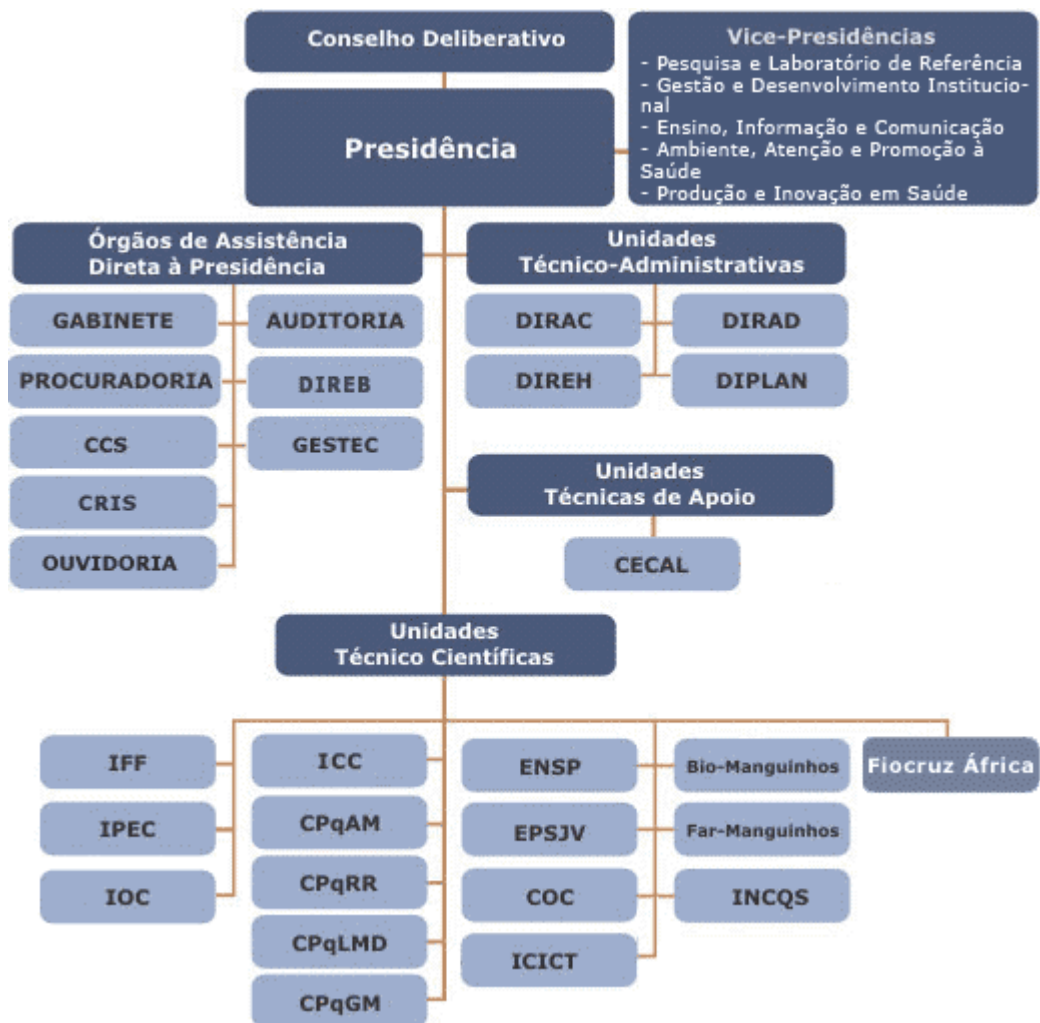 Conselho Deliberativo
Vice-Presidências
- Pesquisa e Laboratório de Referência
- Gestão e Desenvolvimento Institucio-
nal
- Ensino, Informação e Comunicação
- Ambiente, Atenção e Promoção à
Saúde
- Produção e Inovação em Saúde
Presidência
Órgãos de Assistência
Direta à Presidência
GABINETE
AUDITORIA
PROCURADORIA
DIREB
CCS
GESTEC
CRIS
OUVIDORIA
Unidades
Técnico-Administrativas
DIRAC
DIRAD
DIREH
DIPLAN
Unidades
Técnicas de Apoio
CECAL
Unidades
Técnico Científicas
IFF
IPEC
IOC
ICC
CPqAM
CPqRR
CPqLMD
CPqGM
ENSP
EPSJV
COC
ICICT
Bio-Manguinhos
Far-Manguinhos
INCQS
Fiocruz África